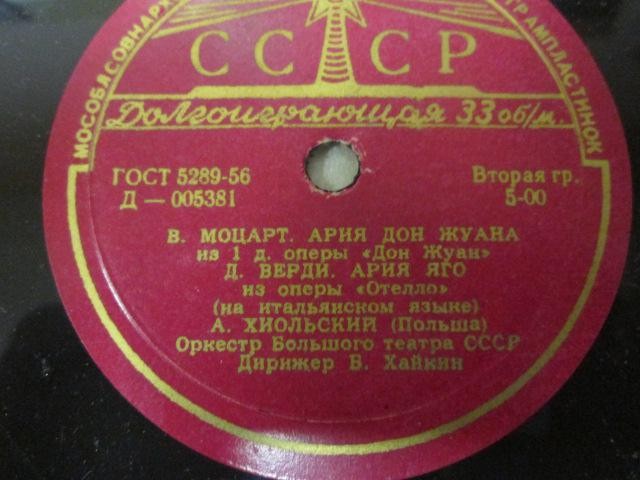 СССР
МОСОБЛСОВНАРХ
ГРАМПЛАСТИНОК
Долгоиграющая 33 об/м.
ГОСТ 5289-56
Вторая гр.
Д — 005381
5-00
В. МОЦАРТ. АРИЯ ДОН ЖУАНА
из 1 д. оперы «Дон Жуан»
Д. ВЕРДИ. АРИЯ ЯГО
из оперы «Отелло»
(на итальянском языке)
А. ХИОЛЬСКИЙ (Польша)
Оркестр Большого театра СССР
Дирижер Б. Хайкин